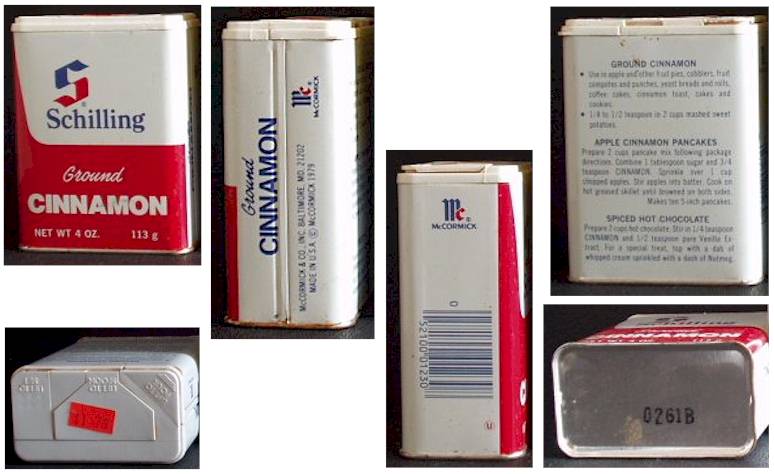 Schilling
Ground
CINNAMON
NET WT 4 OZ. 113 g
Ground
CINNAMON
Mc
McCORMICK
McCORMICK & CO., INC. BALTIMORE, MD. 21202
MADE IN U.S.A. © McCORMICK 1979
Mc
McCORMICK
0
52100"01230
U
GROUND CINNAMON
• Use in apple and other fruit pies, cobblers, fruit
compotes and punches, yeast breads and rolls,
coffee cakes, cinnamon toast, cakes and
cookies.
• 1/4 to 1/2 teaspoon in 2 cups mashed sweet
potatoes.
APPLE CINNAMON PANCAKES
Prepare 2 cups pancake mix following package
directions. Combine 1 tablespoon sugar and 3/4
teaspoon CINNAMON. Sprinkle over 1 cup
chopped apples. Stir apples into batter. Cook on
hot greased skillet until browned on both sides.
Makes ten 5-inch pancakes.
SPICED HOT CHOCOLATE
Prepare 2 cups hot chocolate. Stir in 1/4 teaspoon
CINNAMON and 1/2 teaspoon pure Vanilla Ex-
tract. For a special treat, top with a dab of
whipped cream sprinkled with a dash of Nutmeg.
Schilling
CINNAMON
0261B